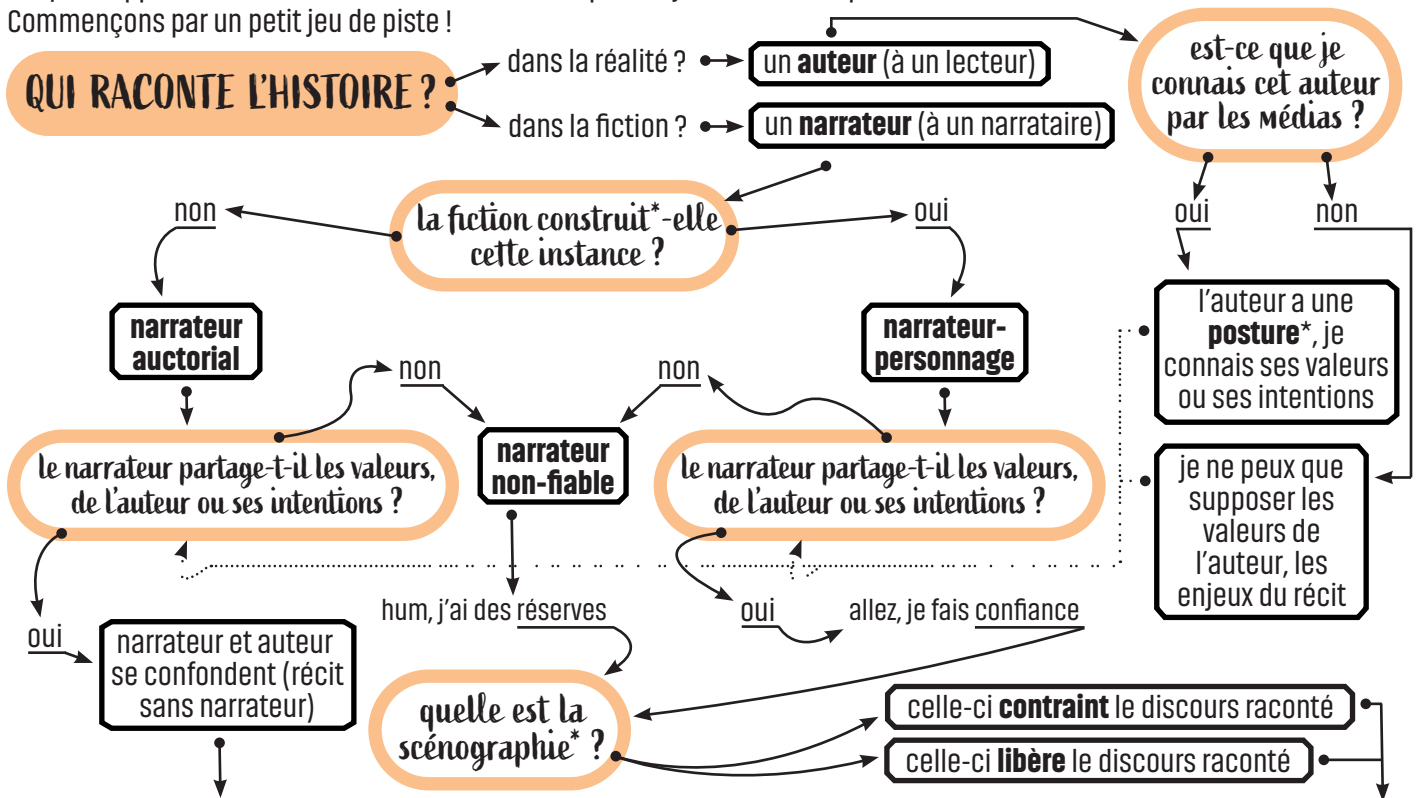 Commençons par un petit jeu de piste !
QUI RACONTE L'HISTOIRE ?
dans la réalité ?
un auteur (à un lecteur)
dans la fiction ?
un narrateur (à un narrataire)
est-ce que je
connais cet auteur
par les médias ?
oui
non
la fiction construit*-elle
cette instance ?
non
oui
l'auteur a une
posture*, je
connais ses valeurs
ou ses intentions
narrateur
auctorial
narrateur-
personnage
non
non
narrateur
non-fiable
le narrateur partage-t-il les valeurs,
de l'auteur ou ses intentions ?
le narrateur partage-t-il les valeurs,
de l'auteur ou ses intentions ?
je ne peux que
supposer les
valeurs de
l'auteur, les
enjeux du récit
hum, j'ai des réserves
oui
allez, je fais confiance
oui
narrateur et auteur
se confondent (récit
sans narrateur)
quelle est la
scénographie* ?
celle-ci contraint le discours raconté
celle-ci libère le discours raconté